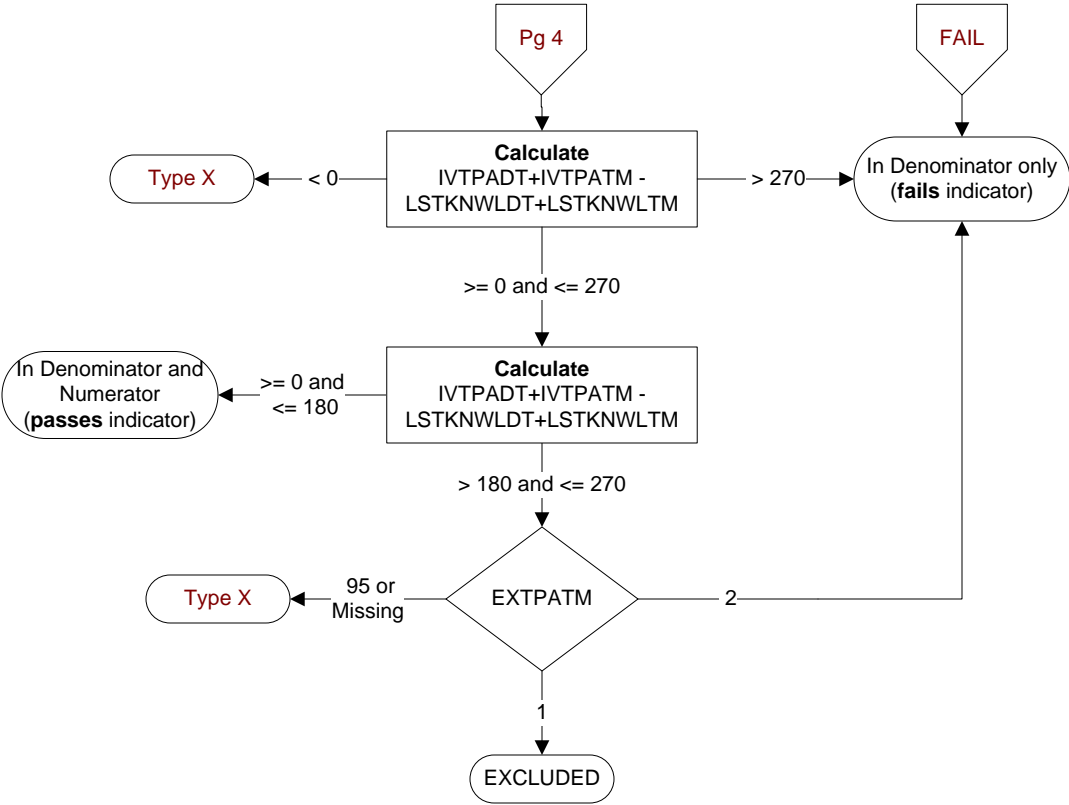 Pg 4
FAIL
Calculate
IVTPADT+IVTPATM -
LSTKNWLDT+LSTKNWLTM
Type X
< 0
> 270
In Denominator only
(fails indicator)
>= 0 and <= 270
In Denominator and
Numerator
(passes indicator)
>= 0 and
<= 180
Calculate
IVTPADT+IVTPATM -
LSTKNWLDT+LSTKNWLTM
> 180 and <= 270
Type X
95 or
Missing
EXTPATM
2
1
EXCLUDED